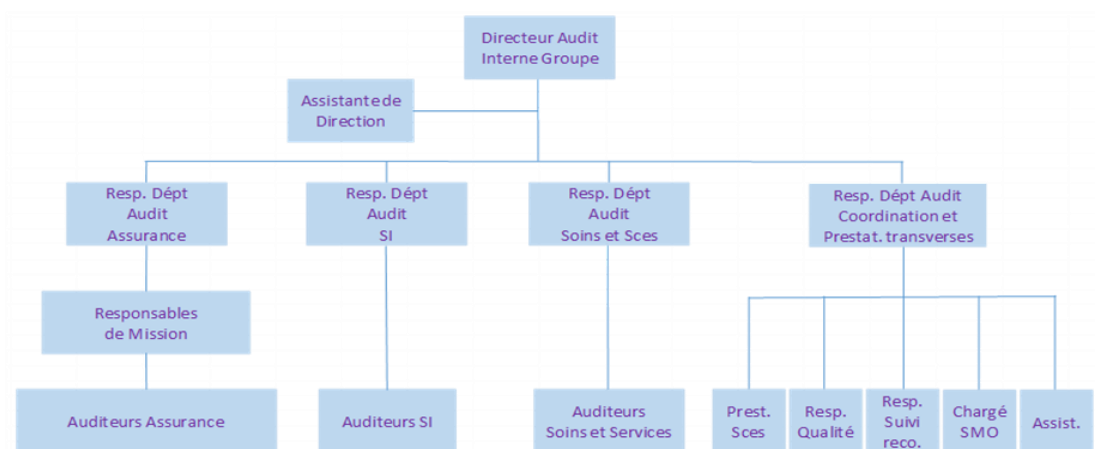 Directeur Audit
Interne Groupe
Assistante de
Direction
Resp. Dépt
Audit
Assurance
Resp. Dépt
Audit
SI
Resp. Dépt
Audit
Soins et Sces
Resp. Dépt Audit
Coordination et
Prestat. transverses
Responsables
de Mission
Auditeurs Assurance
Auditeurs SI
Auditeurs
Soins et Services
Prest.
Sces
Resp.
Qualité
Resp.
Suivi
reco.
Chargé
SMO
Assist.